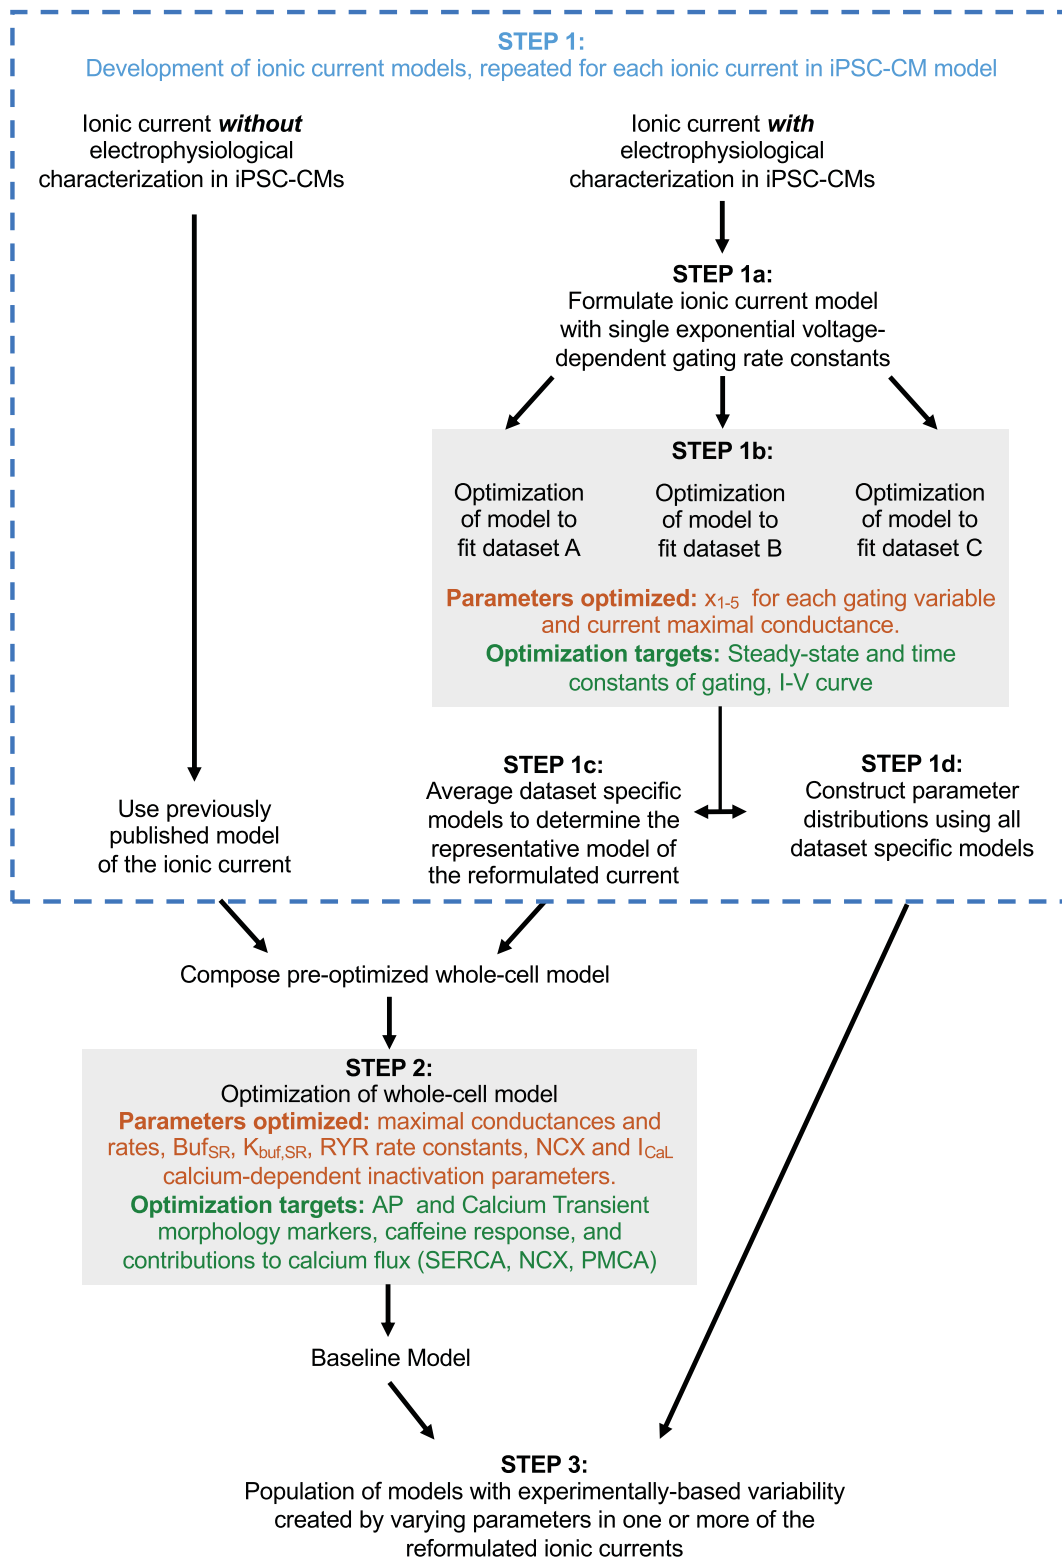 STEP 1:
Development of ionic current models, repeated for each ionic current in iPSC-CM model
Ionic current without
electrophysiological
characterization in iPSC-CMs
Ionic current with
electrophysiological
characterization in iPSC-CMs
STEP 1a:
Formulate ionic current model
with single exponential voltage-
dependent gating rate constants
STEP 1b:
Optimization
of model to
fit dataset A
Optimization
of model to
fit dataset B
Optimization
of model to
fit dataset C
Parameters optimized: x1-5 for each gating variable
and current maximal conductance.
Optimization targets: Steady-state and time
constants of gating, I-V curve
Use previously
published model
of the ionic current
STEP 1c:
Average dataset specific
models to determine the
representative model of
the reformulated current
STEP 1d:
Construct parameter
distributions using all
dataset specific models
Compose pre-optimized whole-cell model
STEP 2:
Optimization of whole-cell model
Parameters optimized: maximal conductances and
rates, BufSR, Kbuf,SR, RYR rate constants, NCX and ICaL
calcium-dependent inactivation parameters.
Optimization targets: AP and Calcium Transient
morphology markers, caffeine response, and
contributions to calcium flux (SERCA, NCX, PMCA)
Baseline Model
STEP 3:
Population of models with experimentally-based variability
created by varying parameters in one or more of the
reformulated ionic currents